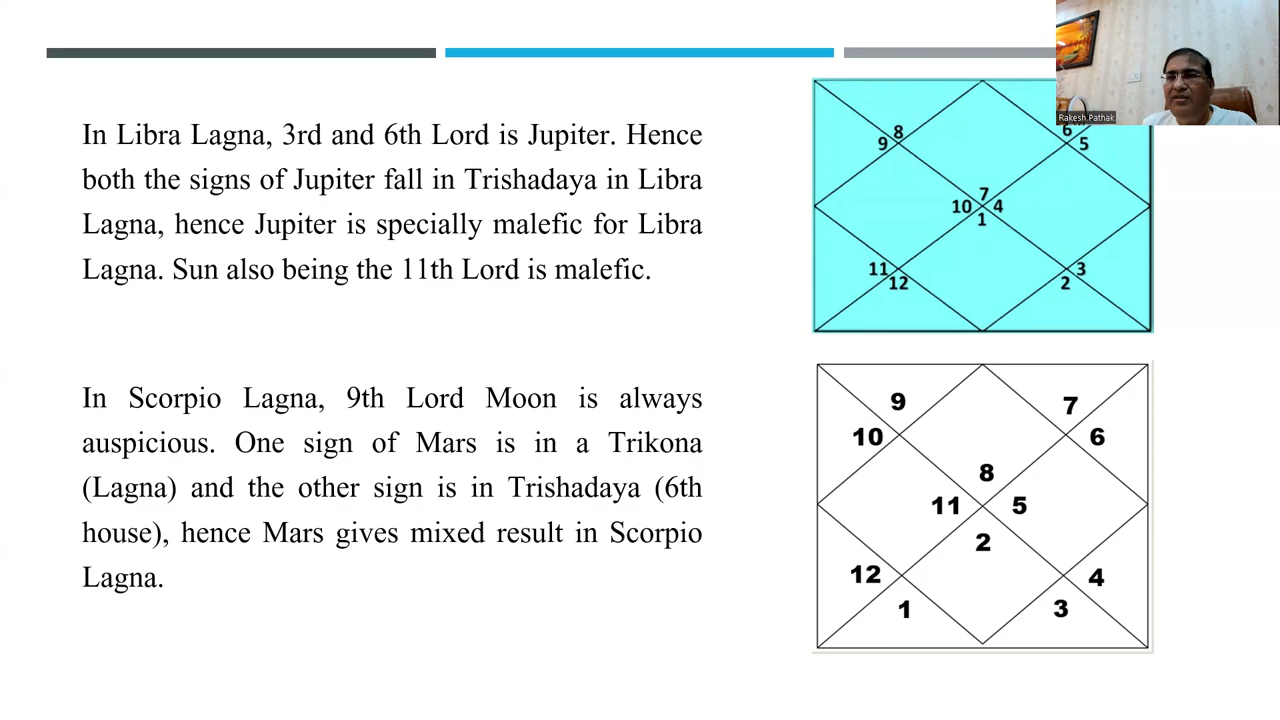 In Libra Lagna, 3rd and 6th Lord is Jupiter. Hence
both the signs of Jupiter fall in Trishadaya in Libra
Lagna, hence Jupiter is specially malefic for Libra
Lagna. Sun also being the 11th Lord is malefic.
8
9
6
5
7
10 4
1
11
12
3
2
Rakesh Pathak
In Scorpio Lagna, 9th Lord Moon is always
auspicious. One sign of Mars is in a Trikona
(Lagna) and the other sign is in Trishadaya (6th
house), hence Mars gives mixed result in Scorpio
Lagna.
9
10
7
6
8
11 5
2
12
1
4
3